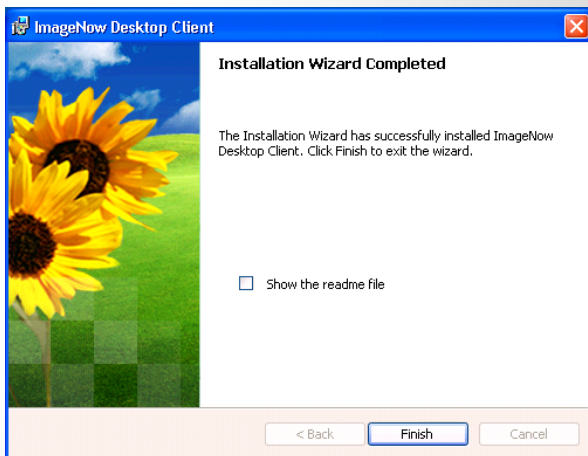 ImageNow Desktop Client
Installation Wizard Completed
The Installation Wizard has successfully installed ImageNow
Desktop Client. Click Finish to exit the wizard.
Show the readme file
< Back
Finish
Cancel